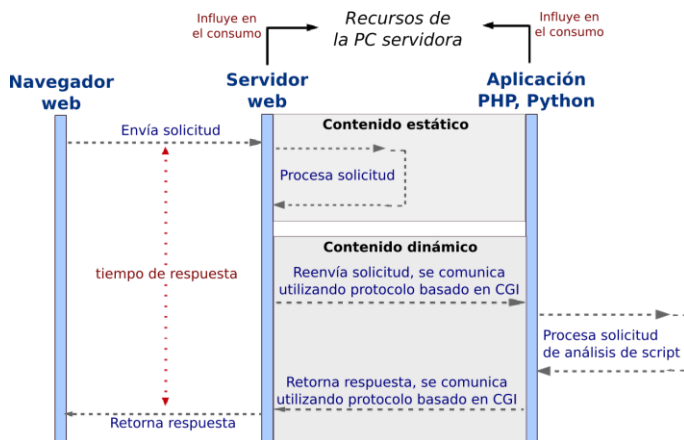 Influye en
el consumo
Recursos de
la PC servidora
Influye en
el consumo
Navegador
web
Servidor
web
Aplicación
PHP, Python
Envía solicitud
Contenido estático
Procesa solicitud
Contenido dinámico
tiempo de respuesta
Reenvía solicitud, se comunica
utilizando protocolo basado en CGI
Procesa solicitud
de análisis de script
Retorna respuesta, se comunica
utilizando protocolo basado en CGI
Retorna respuesta